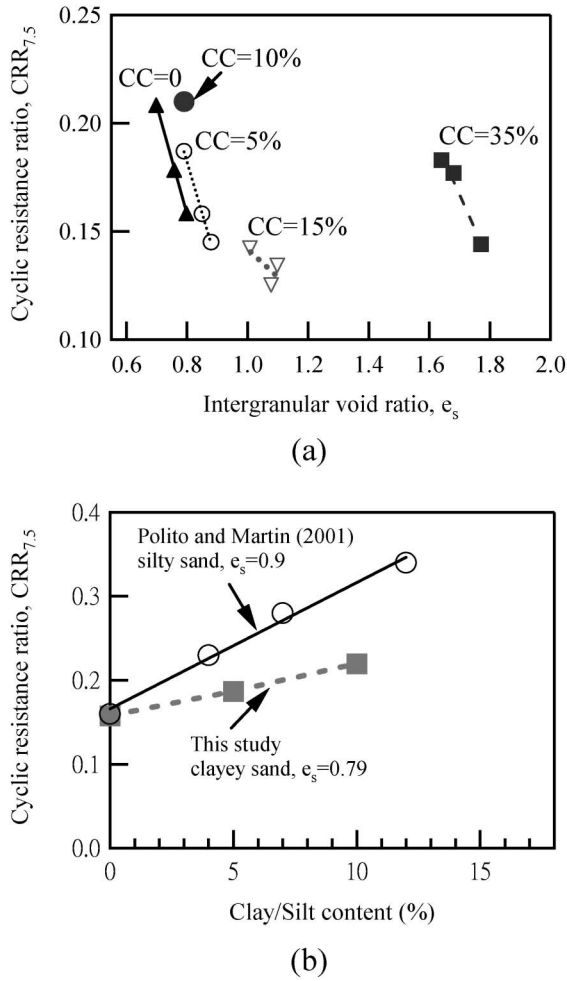 Cyclic resistance ratio, CRR7.5
0.25
0.20
0.15
0.10
CC=0
CC=10%
CC=5%
CC=15%
CC=35%
0.6 0.8 1.0 1.2 1.4 1.6 1.8 2.0
Intergranular void ratio, es
(a)
Cyclic resistance ratio, CRR7.5
0.4
0.3
0.2
0.1
0.0
Polito and Martin (2001)
silty sand, es=0.9
This study
clayey sand, es=0.79
0 5 10 15
Clay/Silt content (%)
(b)